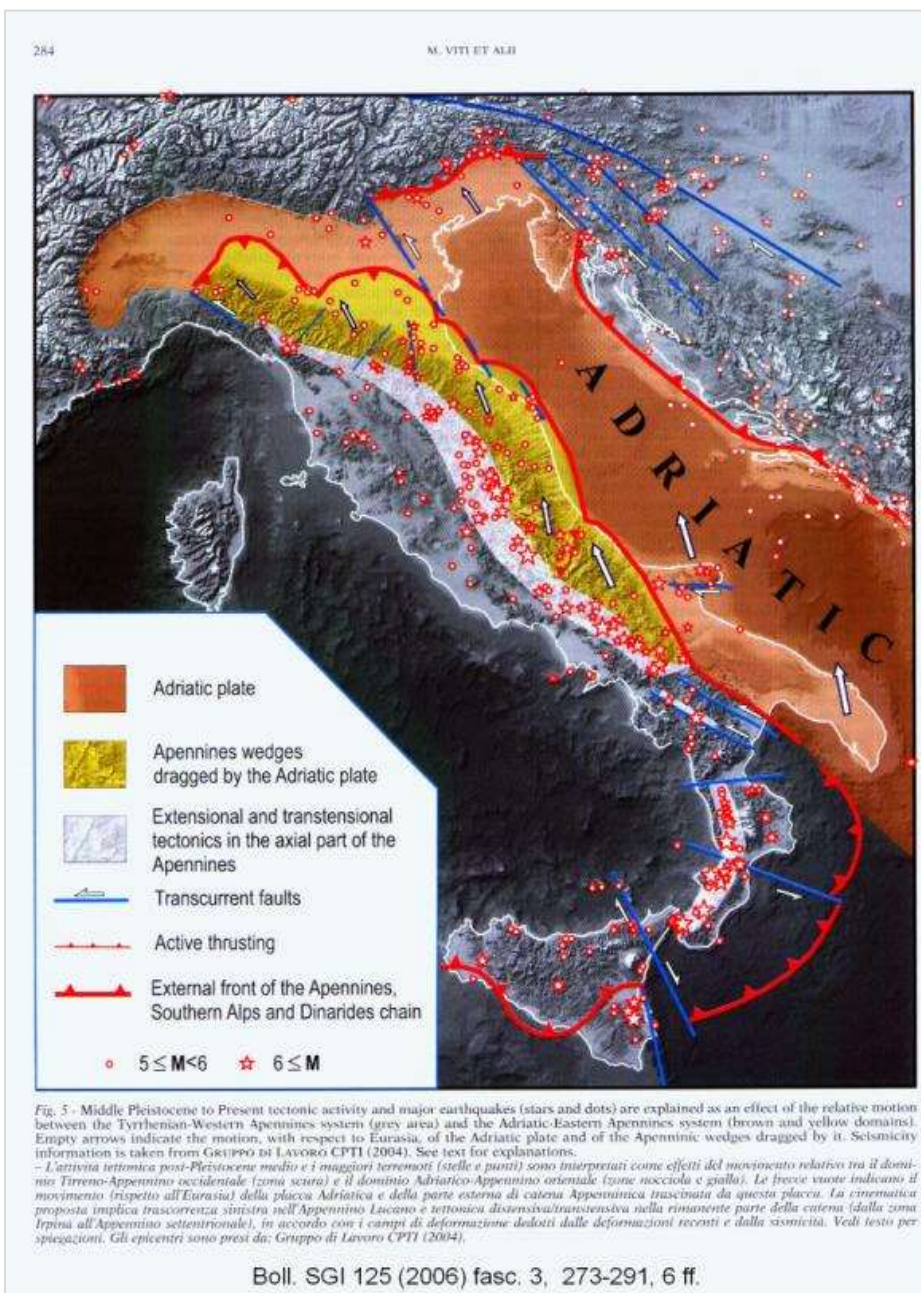 284
M. VITI ET ALII
ADRIATIC
Adriatic plate
Apennines wedges
dragged by the Adriatic plate
Extensional and transtensional
tectonics in the axial part of the
Apennines
Transcurrent faults
Active thrusting
External front of the Apennines,
Southern Alps and Dinarides chain
5 ≤ M<6
6 ≤ M
Fig. 5 - Middle Pleistocene to Present tectonic activity and major earthquakes (stars and dots) are explained as an effect of the relative motion
between the Tyrrhenian-Western Apennines system (grey area) and the Adriatic-Eastern Apennines system (brown and yellow domains).
Empty arrows indicate the motion, with respect to Eurasia, of the Adriatic plate and of the Apenninic wedges dragged by it. Seismicity
information is taken from GRUPPO DI LAVORO CPTI (2004). See text for explanations.
– L'attività tettonica post-Pleistocene medio e i maggiori terremoti (stelle e punti) sono interpretati come effetti del movimento relativo tra il domi-
nio Tirreno-Appennino occidentale (zona scura) e il dominio Adriatico-Appennino orientale (zone nocciola e gialla). Le frecce vuote indicano il
movimento (rispetto all'Eurasia) della placca Adriatica e della parte esterna di catena Appenninica trascinata da questa placca. La cinematica
proposta implica trascorrenza sinistra nell'Appennino Lucano e tettonica distensiva/transtensiva nella rimanente parte della catena (dalla zona
Irpina all'Appennino settentrionale), in accordo con i campi di deformazione dedotti dalle deformazioni recenti e dalla sismicità. Vedi testo per
spiegazioni. Gli epicentri sono presi da: Gruppo di Lavoro CPTI (2004).
Boll. SGI 125 (2006) fasc. 3, 273-291, 6 ff.